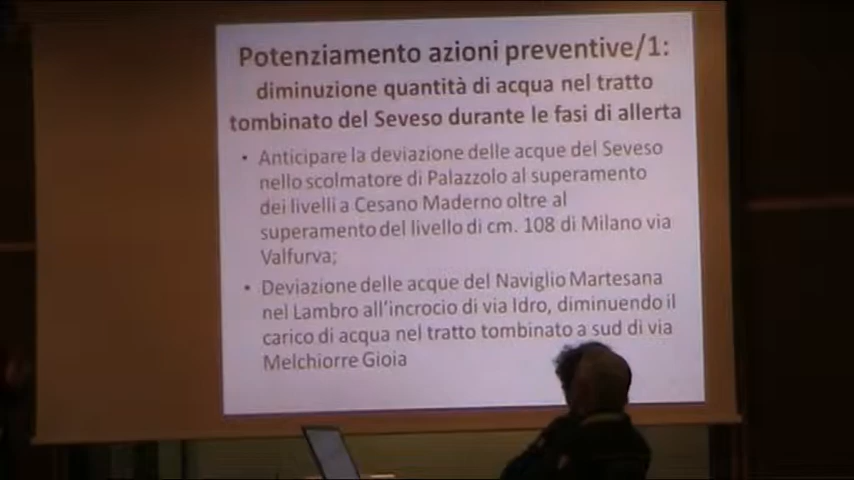 Potenziamento azioni preventive/1:
diminuzione quantità di acqua nel tratto
tombinato del Seveso durante le fasi di allerta
• Anticipare la deviazione delle acque del Seveso
nello scolmatore di Palazzolo al superamento
dei livelli a Cesano Maderno oltre al
superamento del livello di cm. 108 di Milano via
Valfurva;
• Deviazione delle acque del Naviglio Martesana
nel Lambro all'incrocio di via Idro, diminuendo il
carico di acqua nel tratto tombinato a sud di via
Melchiorre Gioia